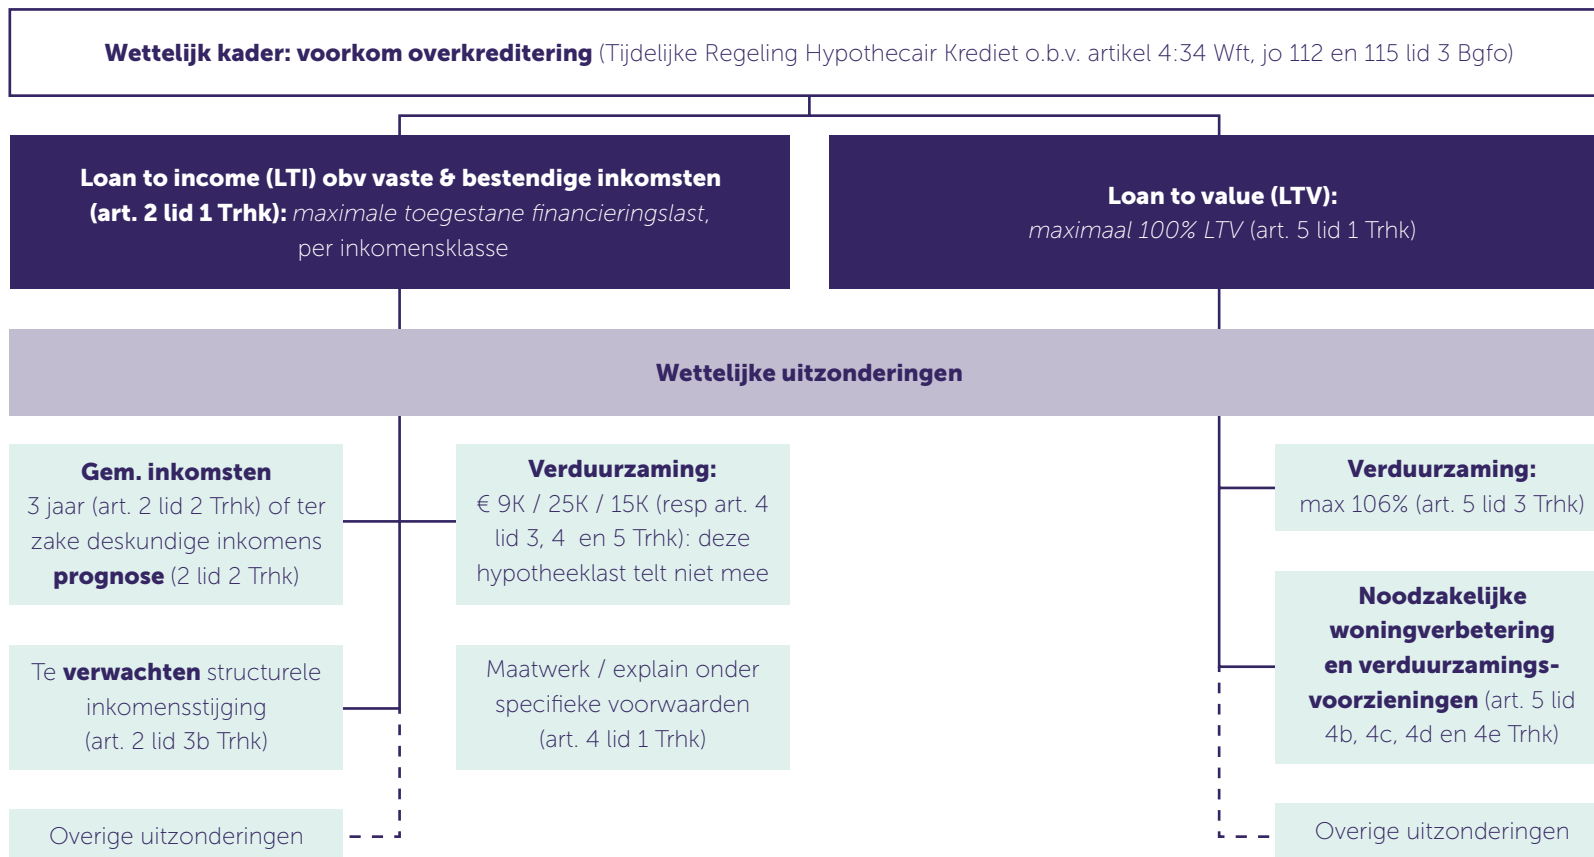 Wettelijk kader: voorkom overkreditering (Tijdelijke Regeling Hypothecair Krediet o.b.v. artikel 4:34 Wft, jo 112 en 115 lid 3 Bgfo)
Loan to income (LTI) obv vaste & bestendige inkomsten
(art. 2 lid 1 Trhk): maximale toegestane financieringslast,
per inkomensklasse
Loan to value (LTV):
maximaal 100% LTV (art. 5 lid 1 Trhk)
Wettelijke uitzonderingen
Gem. inkomsten
3 jaar (art. 2 lid 2 Trhk) of ter
zake deskundige inkomens
prognose (2 lid 2 Trhk)
Te verwachten structurele
inkomensstijging
(art. 2 lid 3b Trhk)
Overige uitzonderingen
Verduurzaming:
€ 9K / 25K / 15K (resp art. 4
lid 3, 4 en 5 Trhk): deze
hypotheeklast telt niet mee
Maatwerk / explain onder
specifieke voorwaarden
(art. 4 lid 1 Trhk)
Verduurzaming:
max 106% (art. 5 lid 3 Trhk)
Noodzakelijke
woningverbetering
en verduurzamings-
voorzieningen (art. 5 lid
4b, 4c, 4d en 4e Trhk)
Overige uitzonderingen